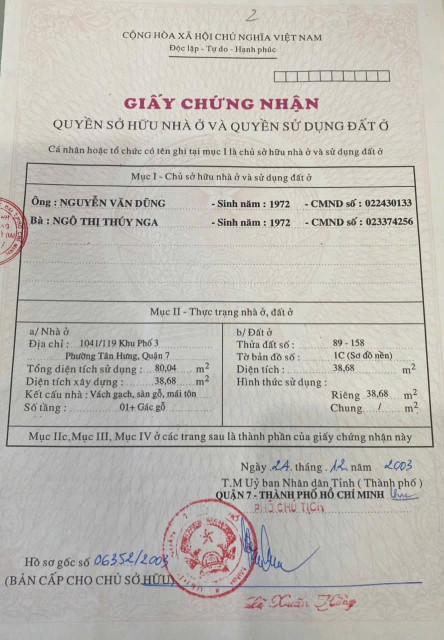 2
CỘNG HÒA XÃ HỘI CHỦ NGHĨA VIỆT NAM
Độc lập - Tự do - Hạnh phúc
GIẤY CHỨNG NHẬN
QUYỀN SỞ HỮU NHÀ Ở VÀ QUYỀN SỬ DỤNG ĐẤT Ở
Cá nhân hoặc tổ chức có tên ghi tại mục I là chủ sở hữu nhà ở và sử dụng đất ở
Mục I - Chủ sở hữu nhà ở và sử dụng đất ở
Ông : NGUYỄN VĂN DŨNG - Sinh năm : 1972 - CMND số : 022430133
Bà : NGÔ THỊ THÚY NGA - Sinh năm : 1972 - CMND số : 023374256
Mục II - Thực trạng nhà ở, đất ở
a/ Nhà ở
Địa chỉ : 1041/119 Khu Phố 3
Phường Tân Hưng, Quận 7
Tổng diện tích sử dụng : 80,04 m2
Diện tích xây dựng : 38,68 m2
Kết cấu nhà : Vách gạch, sàn gỗ, mái tôn
Số tầng : 01+ Gác gỗ
b/ Đất ở
Thửa đất số : 89 - 158
Tờ bản đồ số : 1C (Sơ đồ nền)
Diện tích : 38,68 m2
Hình thức sử dụng :
Riêng 38,68 m2
Chung / m2
Mục IIc, Mục III, Mục IV ở các trang sau là thành phần của giấy chứng nhận này
Ngày 24 tháng 12 năm 2003
T.M Uỷ ban Nhân dân Tỉnh ( Thành phố )
QUẬN 7 - THÀNH PHỐ HỒ CHÍ MINH
PHÓ CHỦ TỊCH
Hồ sơ gốc số 06352/2003
(BẢN CẤP CHO CHỦ SỞ HỮU)
Lê Xuân Hồng